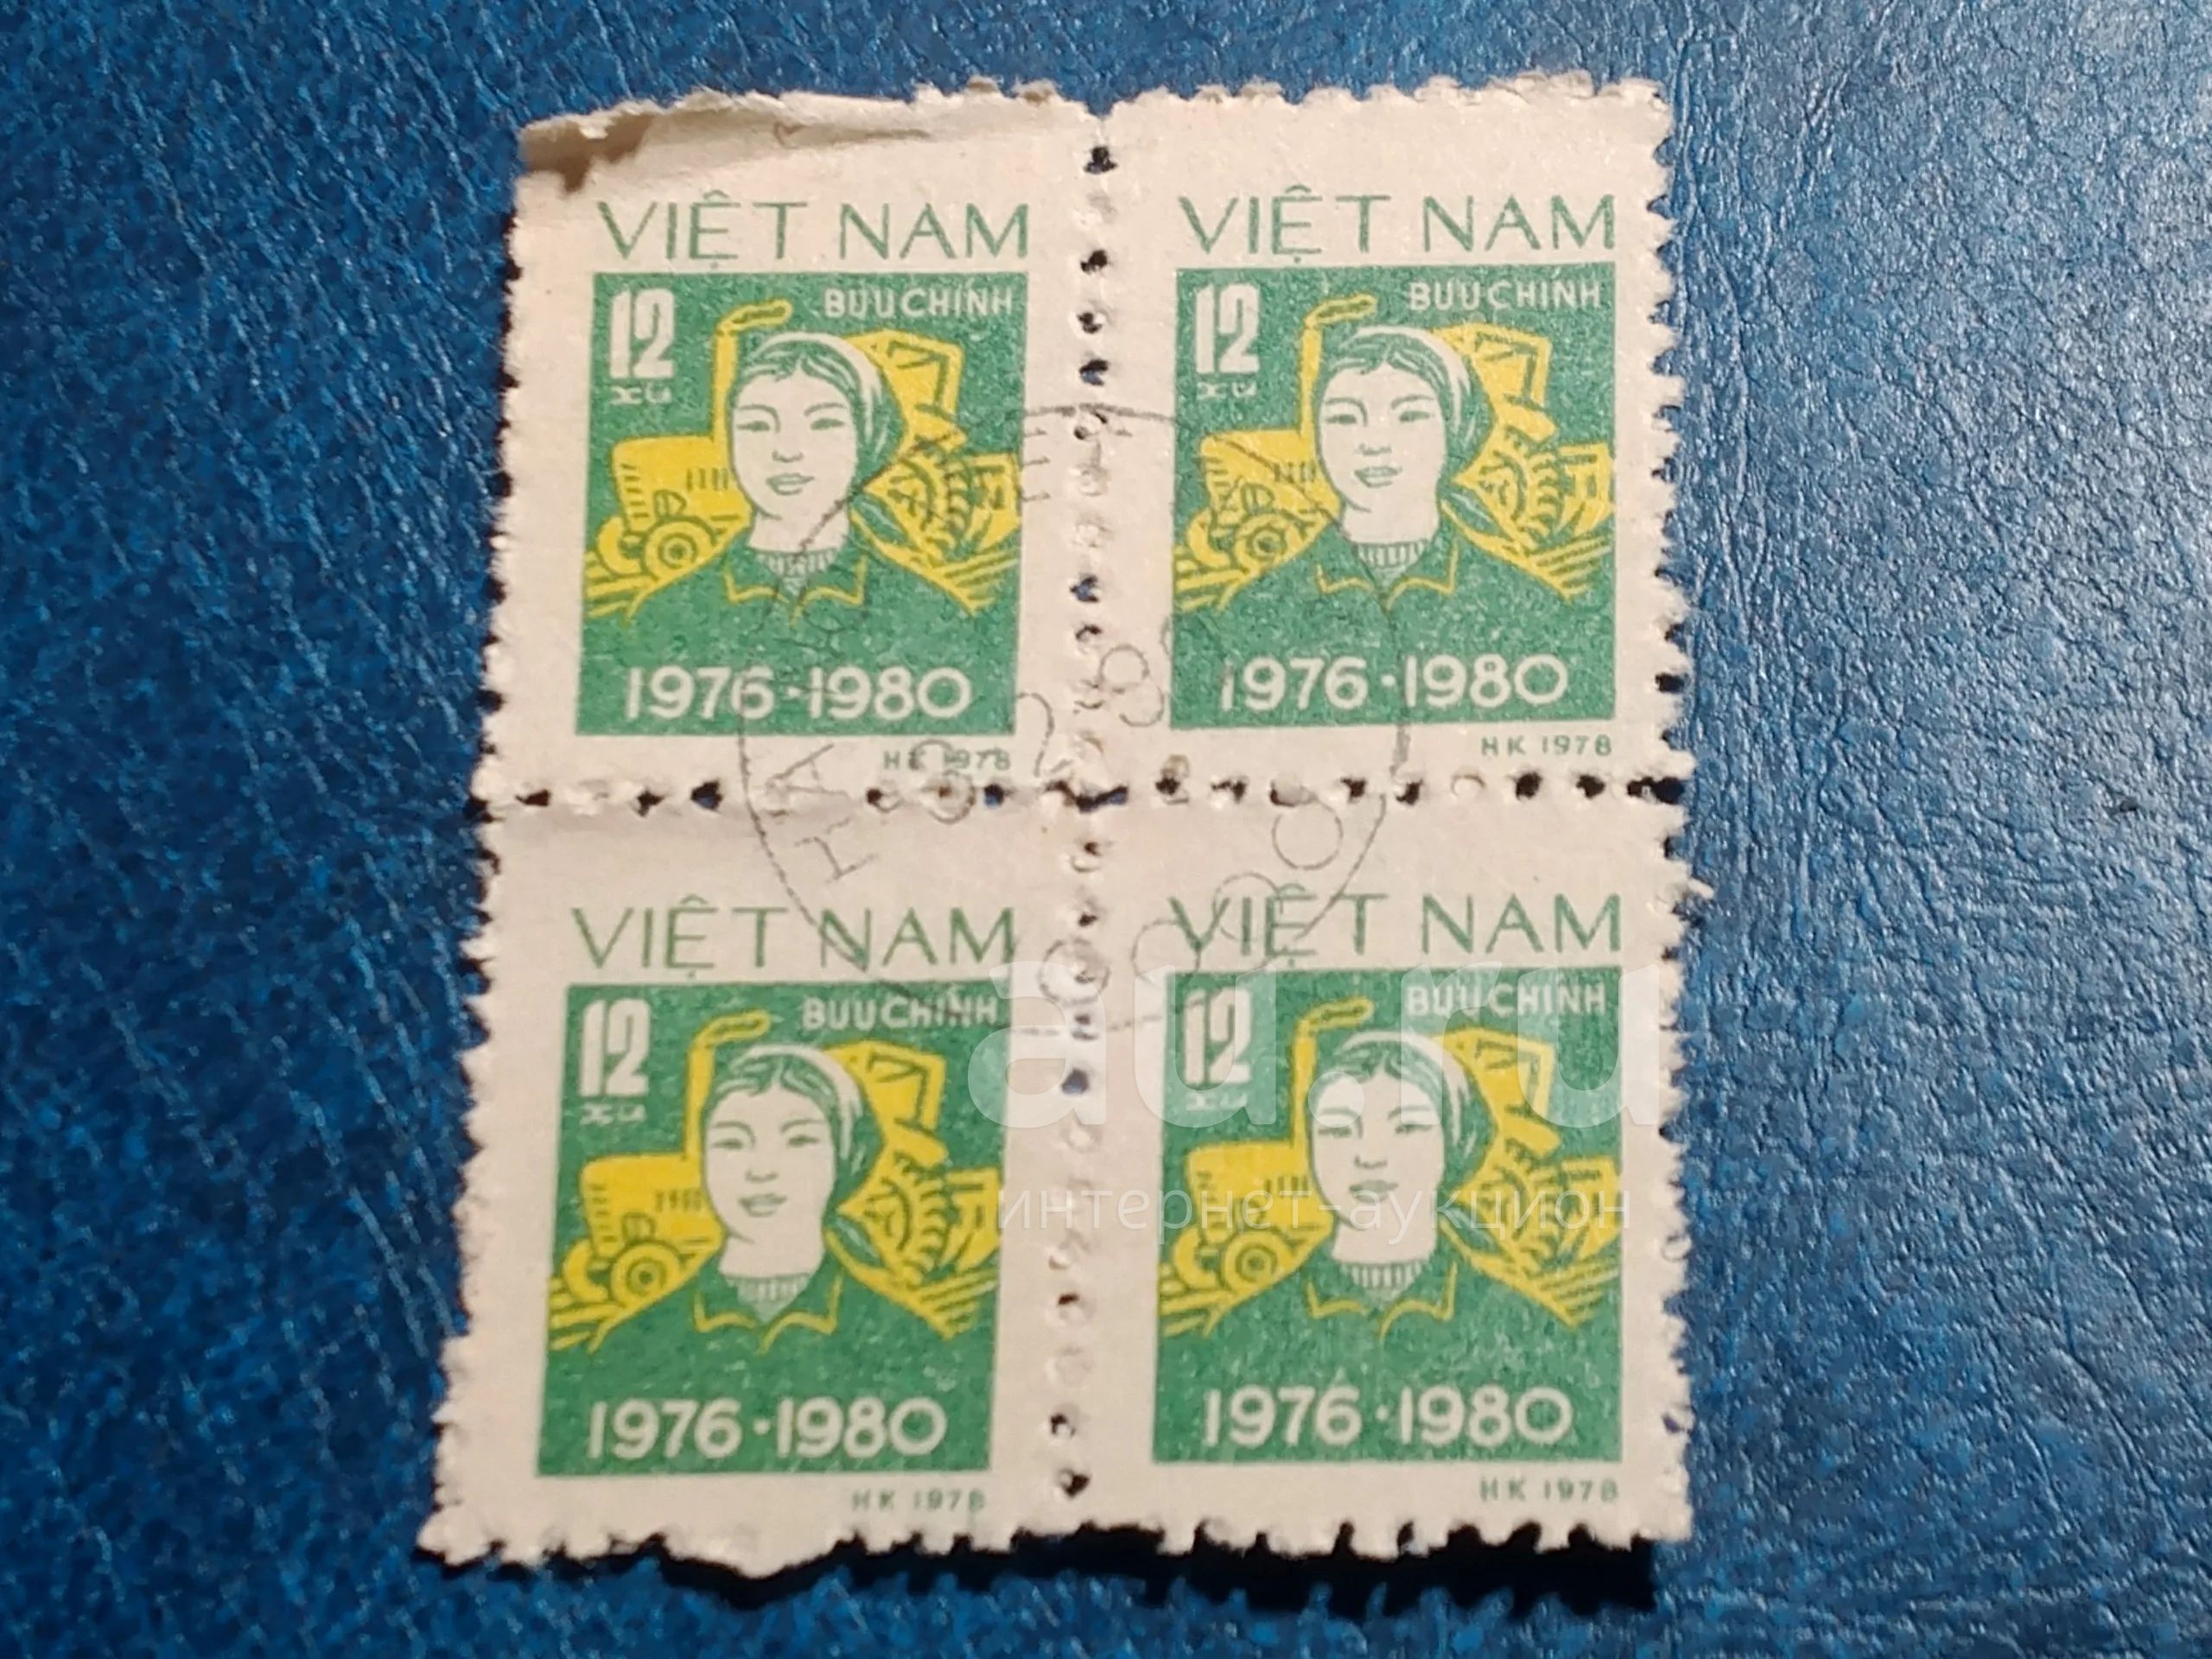 VIỆT NAM
12
XU
BƯU CHÍNH
1976·1980
HK 1978
VIỆT NAM
12
XU
BƯU CHÍNH
1976·1980
HK 1978
VIỆT NAM
12
XU
BƯU CHÍNH
1976·1980
HK 1978
VIỆT NAM
12
XU
BƯU CHÍNH
1976·1980
HK 1978
au.ru
интернет-аукцион